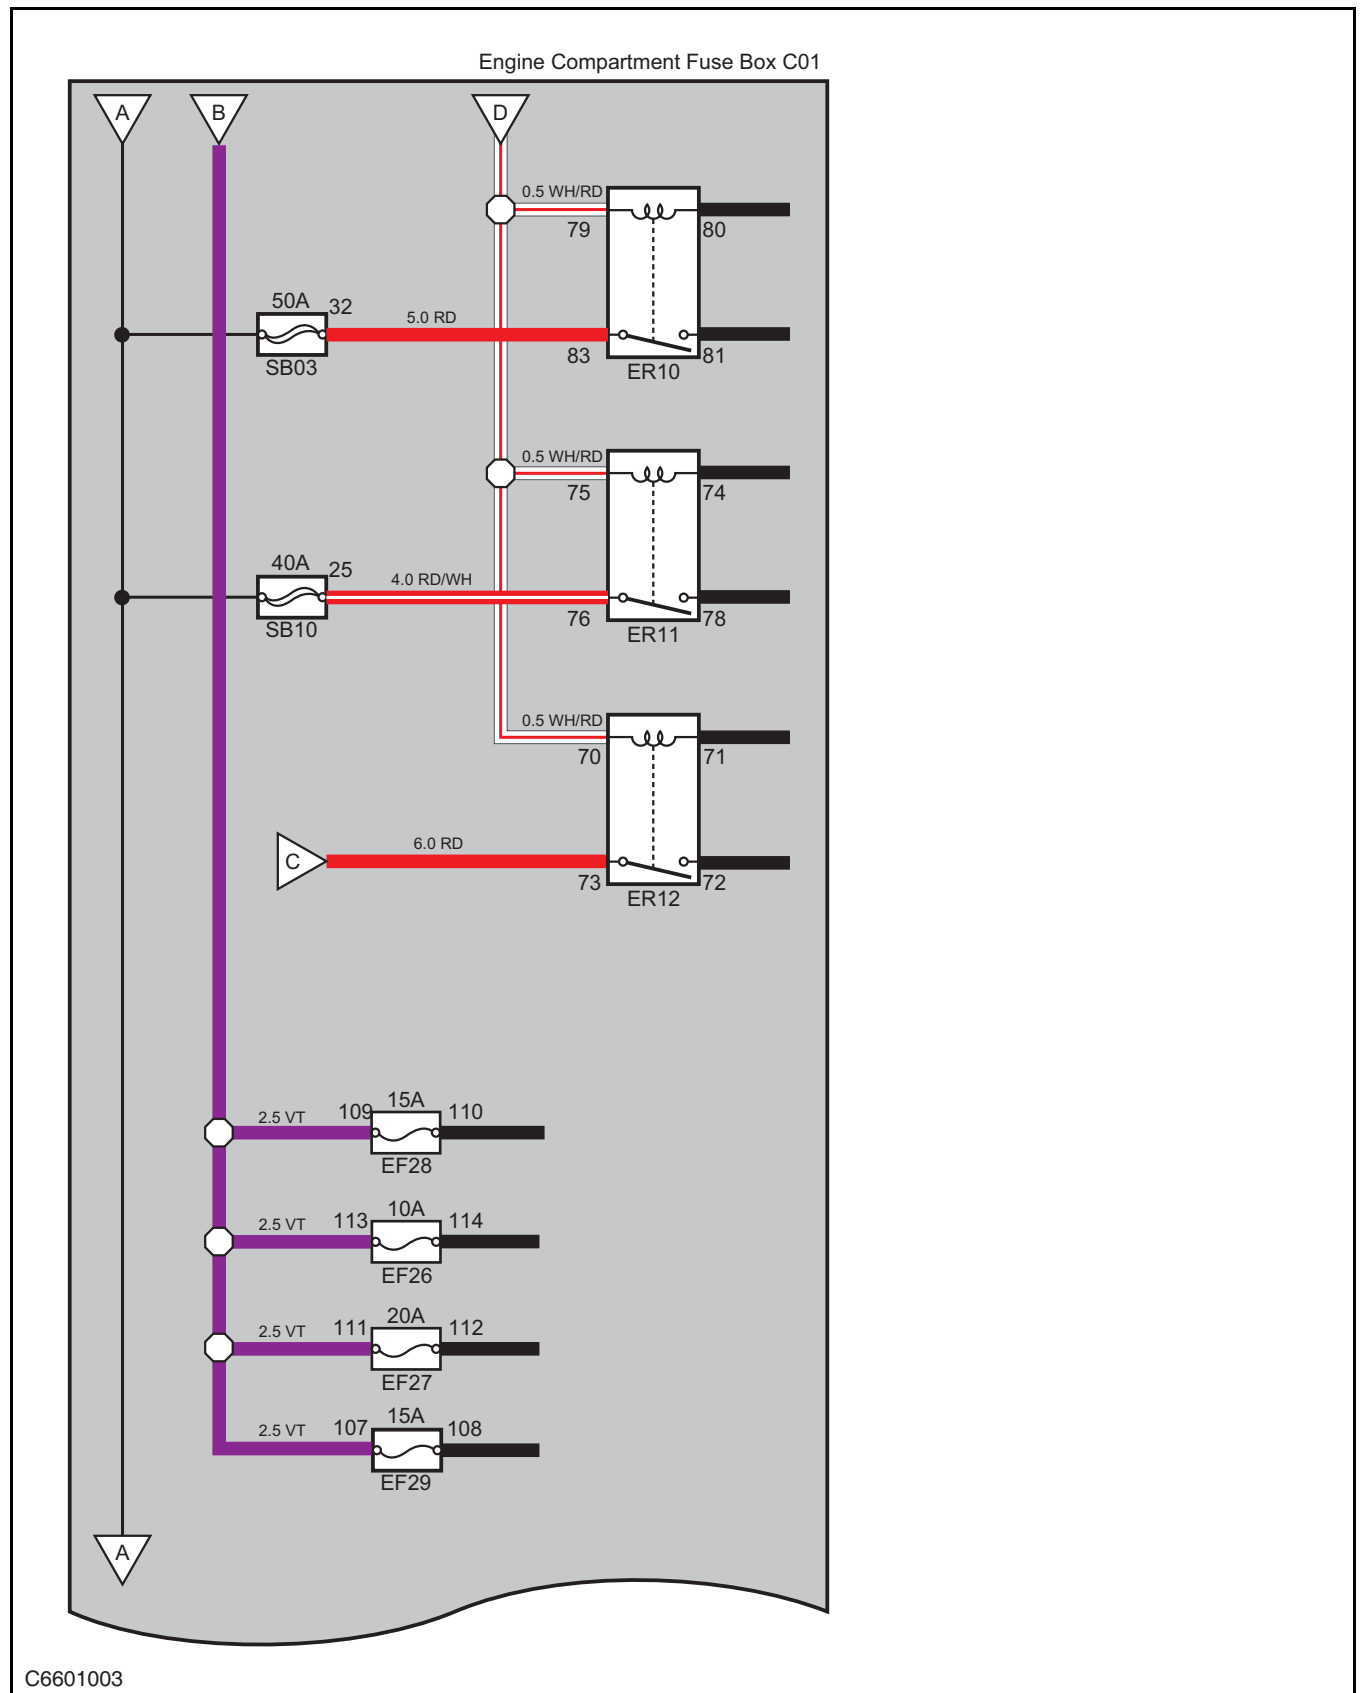 Engine Compartment Fuse Box C01
A
B
D
0.5 WH/RD
79
80
50A
32
5.0 RD
SB03
83
81
ER10
0.5 WH/RD
75
74
40A
25
4.0 RD/WH
SB10
76
78
ER11
0.5 WH/RD
70
71
C
6.0 RD
73
72
ER12
2.5 VT
109
15A
110
EF28
2.5 VT
113
10A
114
EF26
2.5 VT
111
20A
112
EF27
2.5 VT
107
15A
108
EF29
A
C6601003